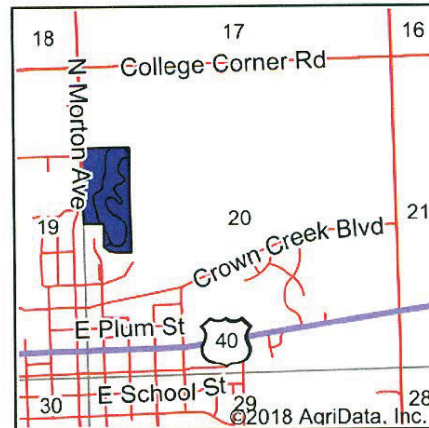 18
17
16
College Corner Rd
N Morton Ave
19
20
21
Crown Creek Blvd
E Plum St
40
E School St
30
29
28
©2018 AgriData, Inc.